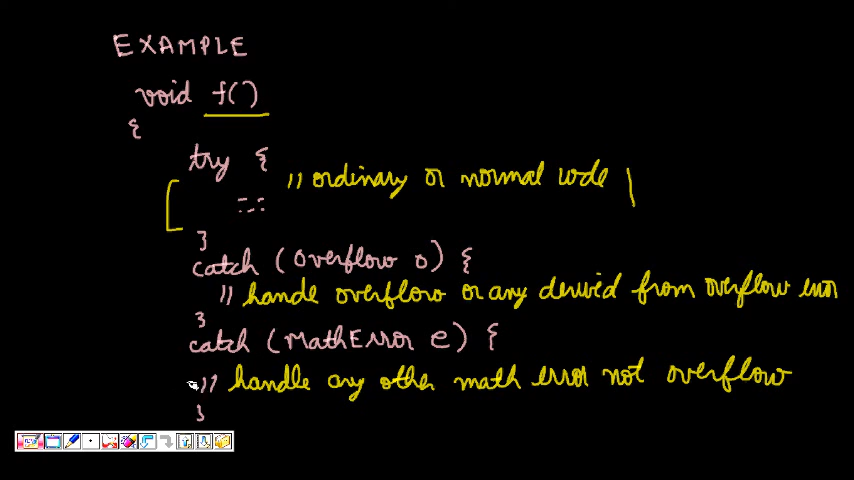 EXAMPLE
void f()
{
try {
// ordinary or normal code
}
catch (Overflow o) {
// hande overflow or any derived from overflow error
}
catch (MathError e) {
// handle any other math error not overflow
}